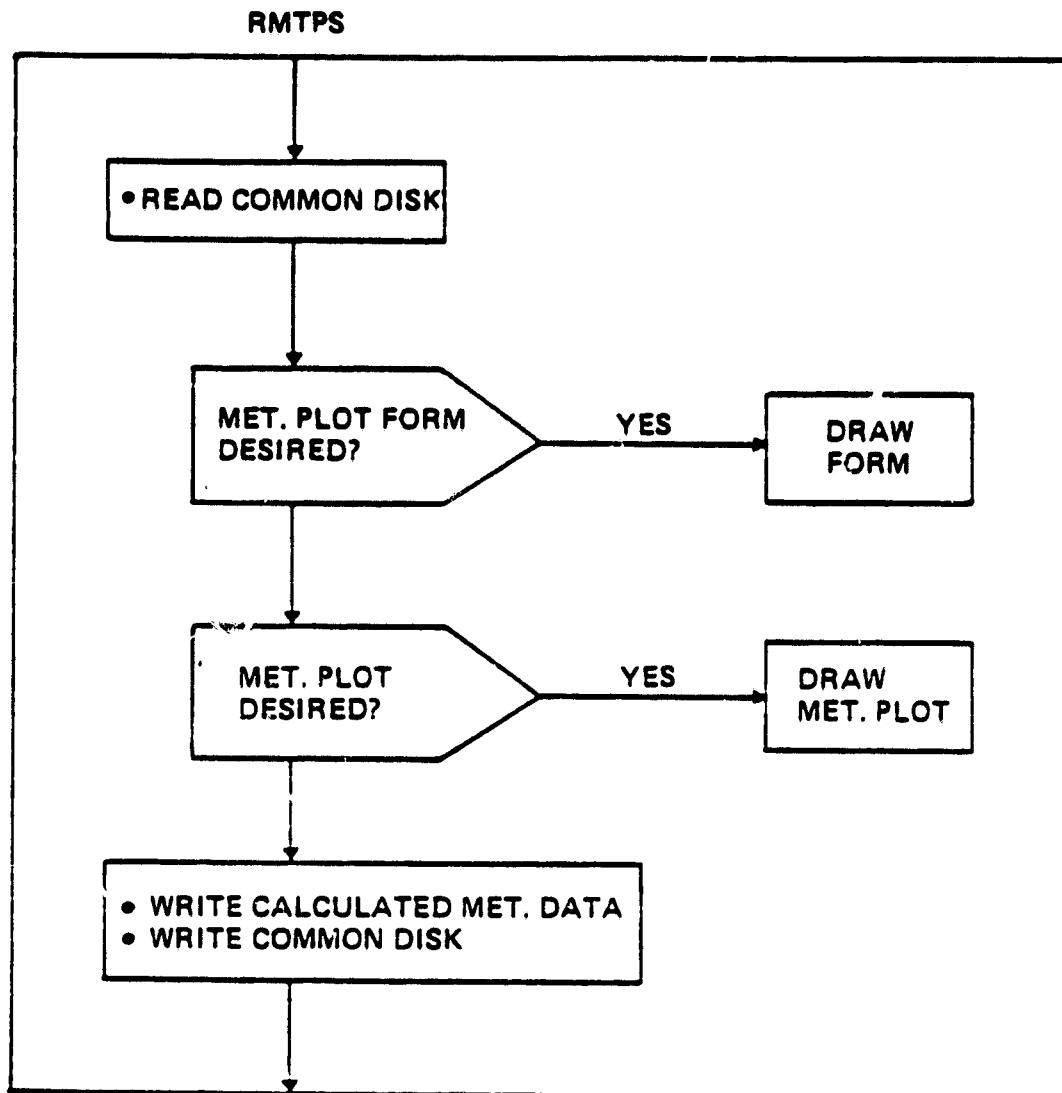 RMTPS
• READ COMMON DISK
MET. PLOT FORM
DESIRED?
YES
DRAW
FORM
MET. PLOT
DESIRED?
YES
DRAW
MET. PLOT
• WRITE CALCULATED MET. DATA
• WRITE COMMON DISK